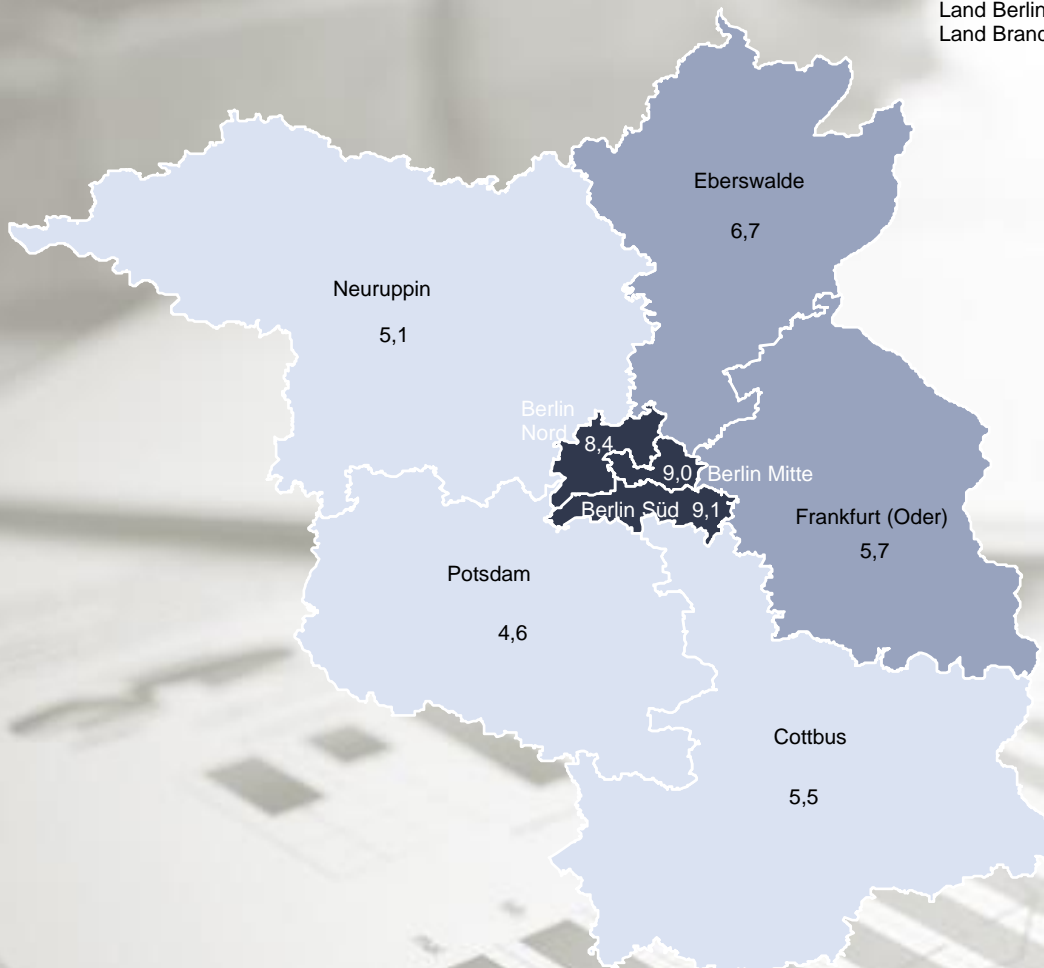 Land Berlin
Land
Eberswalde
6,7
Neuruppin
5,1
Berlin
Nord
8,4
9,0 Berlin Mitte
Berlin Süd 9,1
Frankfurt (Oder)
5,7
Potsdam
4,6
Cottbus
5,5